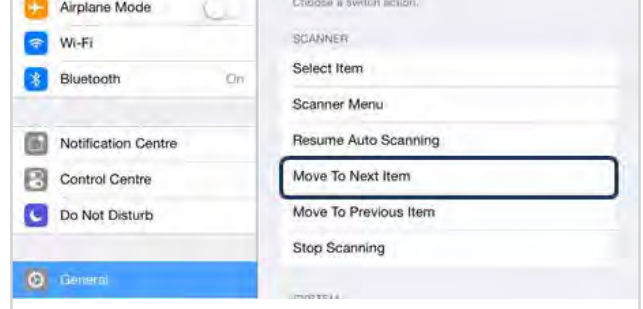 Airplane Mode
Wi-Fi
Bluetooth On
Notification Centre
Control Centre
Do Not Disturb
General
Choose a switch action.
SCANNER
Select Item
Scanner Menu
Resume Auto Scanning
Move To Next Item
Move To Previous Item
Stop Scanning
SYSTEM